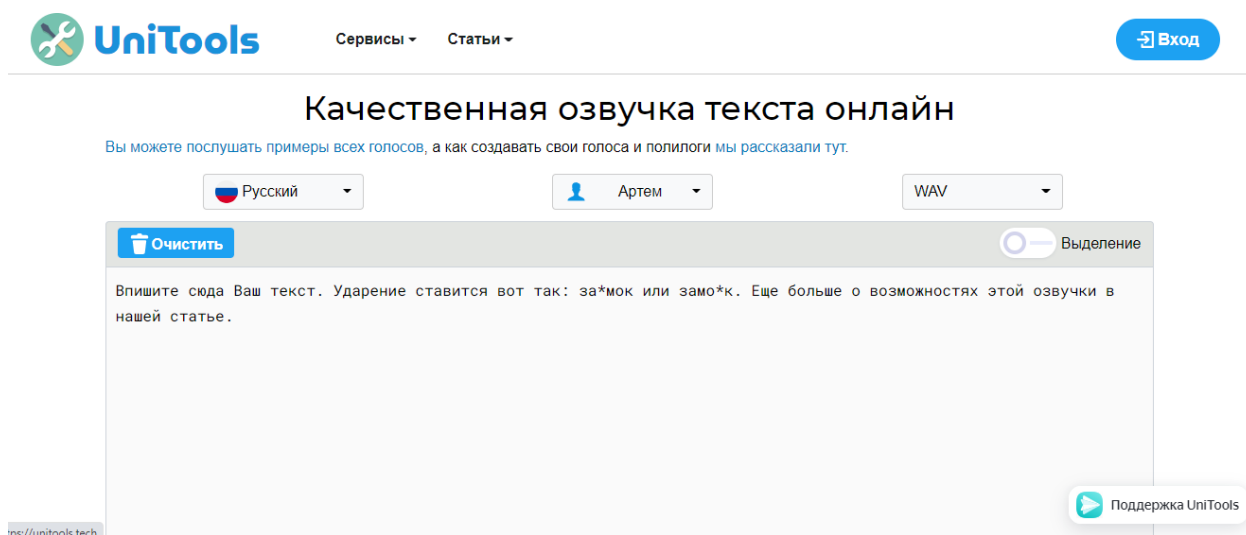 UniTools
Сервисы
Статьи
Вход
Качественная озвучка текста онлайн
Вы можете послушать примеры всех голосов, а как создавать свои голоса и полилоги мы рассказали тут.
Русский
Артем
WAV
Очистить
Выделение
Впишите сюда Ваш текст. Ударение ставится вот так: за*мок или замо*к. Еще больше о возможностях этой озвучки в
нашей статье.
Поддержка UniTools
://unitools.tech